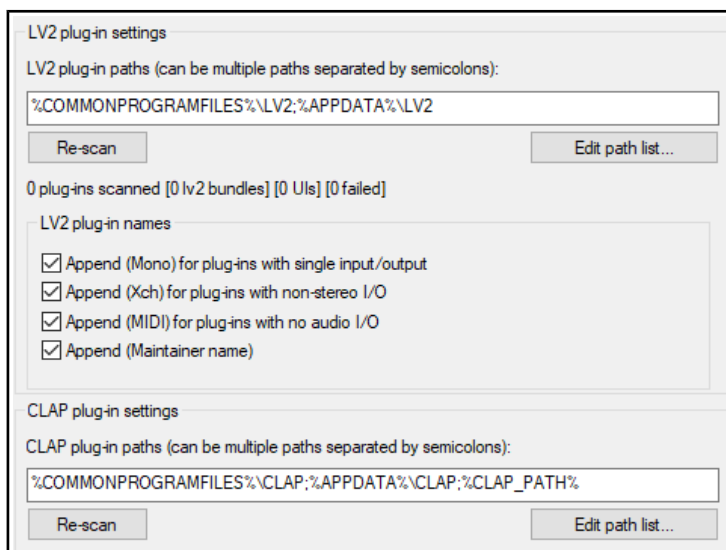 LV2 plug-in settings
LV2 plug-in paths (can be multiple paths separated by semicolons):
%COMMONPROGRAMFILES%\LV2;%APPDATA%\LV2
Re-scan Edit path list...
0 plug-ins scanned [0 lv2 bundles] [0 UIs] [0 failed]
LV2 plug-in names
Append (Mono) for plug-ins with single input/output
Append (Xch) for plug-ins with non-stereo I/O
Append (MIDI) for plug-ins with no audio I/O
Append (Maintainer name)
CLAP plug-in settings
CLAP plug-in paths (can be multiple paths separated by semicolons):
%COMMONPROGRAMFILES%\CLAP;%APPDATA%\CLAP;%CLAP_PATH%
Re-scan Edit path list...